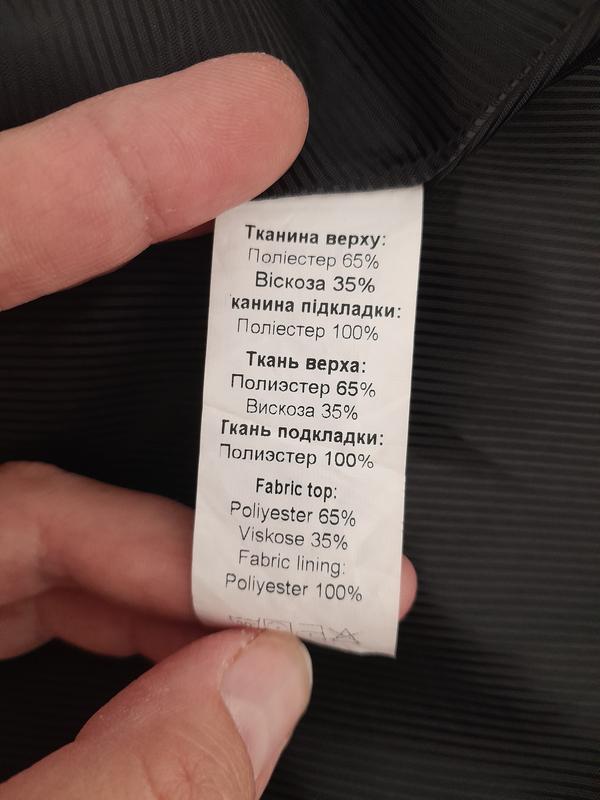 Тканина верху:
Поліестер 65%
Віскоза 35%
канина підкладки:
Поліестер 100%
Ткань верха:
Полиэстер 65%
Вискоза 35%
Ткань подкладки:
Полиэстер 100%
Fabric top:
Poliyester 65%
Viskose 35%
Fabric lining:
Poliyester 100%